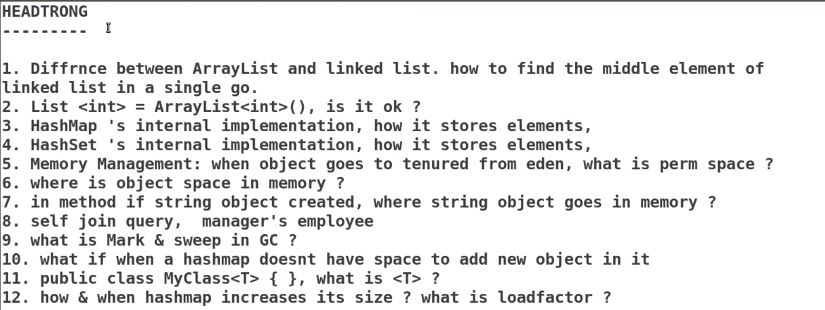 HEADTRONG
---------
1. Diffrnce between ArrayList and linked list. how to find the middle element of
linked list in a single go.
2. List <int> = ArrayList<int>(), is it ok ?
3. HashMap 's internal implementation, how it stores elements,
4. HashSet 's internal implementation, how it stores elements,
5. Memory Management: when object goes to tenured from eden, what is perm space ?
6. where is object space in memory ?
7. in method if string object created, where string object goes in memory ?
8. self join query,  manager's employee
9. what is Mark & sweep in GC ?
10. what if when a hashmap doesnt have space to add new object in it
11. public class MyClass<T> { }, what is <T> ?
12. how & when hashmap increases its size ? what is loadfactor ?